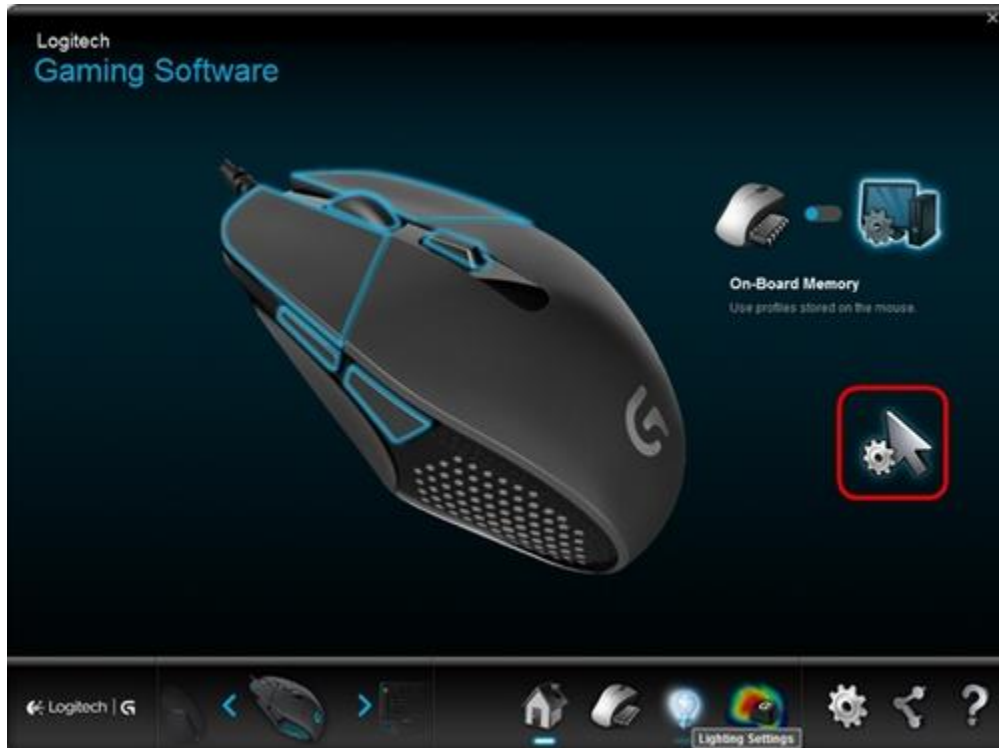 Logitech
Gaming Software
On-Board Memory
Use profiles stored on the mouse.
Logitech | G
Lighting Settings